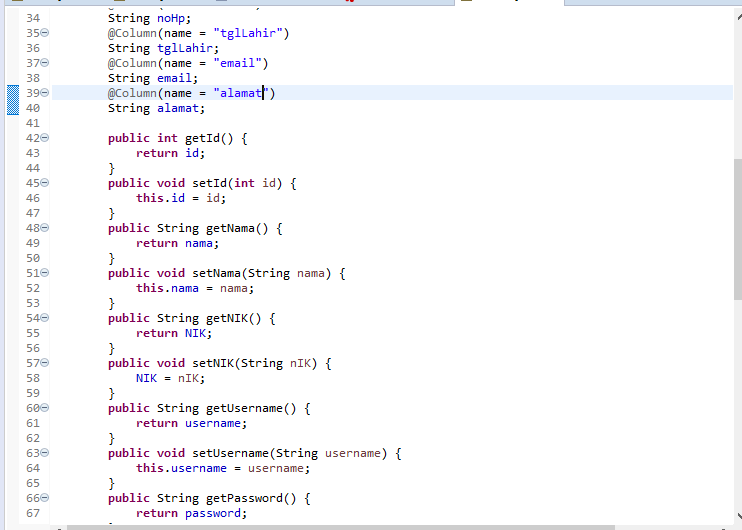 34 String noHp;
35 @Column(name = "tglLahir")
36 String tglLahir;
37 @Column(name = "email")
38 String email;
39 @Column(name = "alamat")
40 String alamat;
41
42 public int getId() {
43 return id;
44 }
45 public void setId(int id) {
46 this.id = id;
47 }
48 public String getNama() {
49 return nama;
50 }
51 public void setNama(String nama) {
52 this.nama = nama;
53 }
54 public String getNIK() {
55 return NIK;
56 }
57 public void setNIK(String nIK) {
58 NIK = nIK;
59 }
60 public String getUsername() {
61 return username;
62 }
63 public void setUsername(String username) {
64 this.username = username;
65 }
66 public String getPassword() {
67 return password;